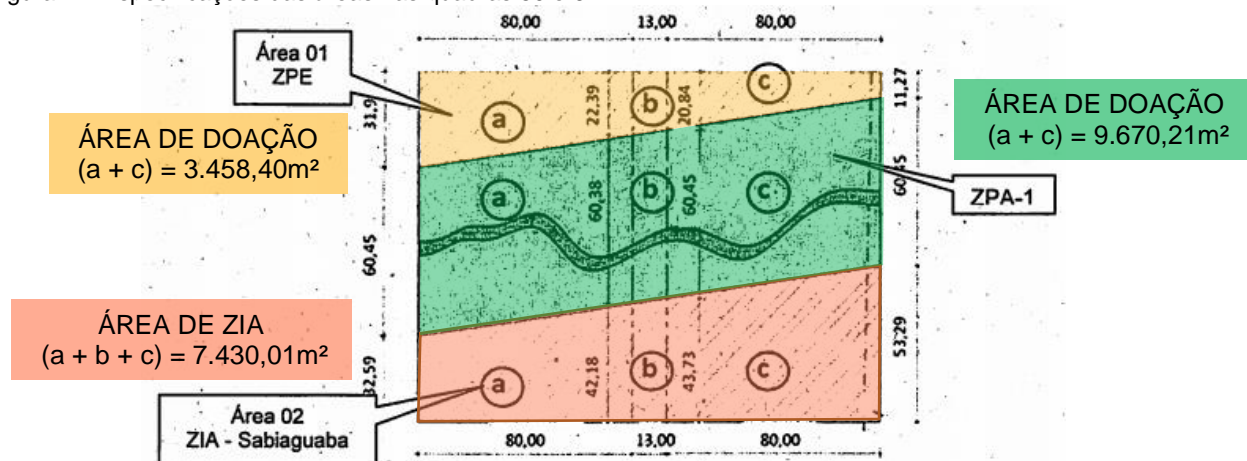 80,00 13,00 80,00
Área 01
ZPE
ÁREA DE DOAÇÃO
(a + c) = 3.458,40m²
31,9
a
22,39
b
20,84
c
11,27
ÁREA DE DOAÇÃO
(a + c) = 9.670,21m²
ZPA-1
a
60,38
b
60,45
c
60,45
ÁREA DE ZIA
(a + b + c) = 7.430,01m²
a
42,18
b
43,73
c
53,29
Área 02
ZIA - Sabiaguaba
80,00 13,00 80,00